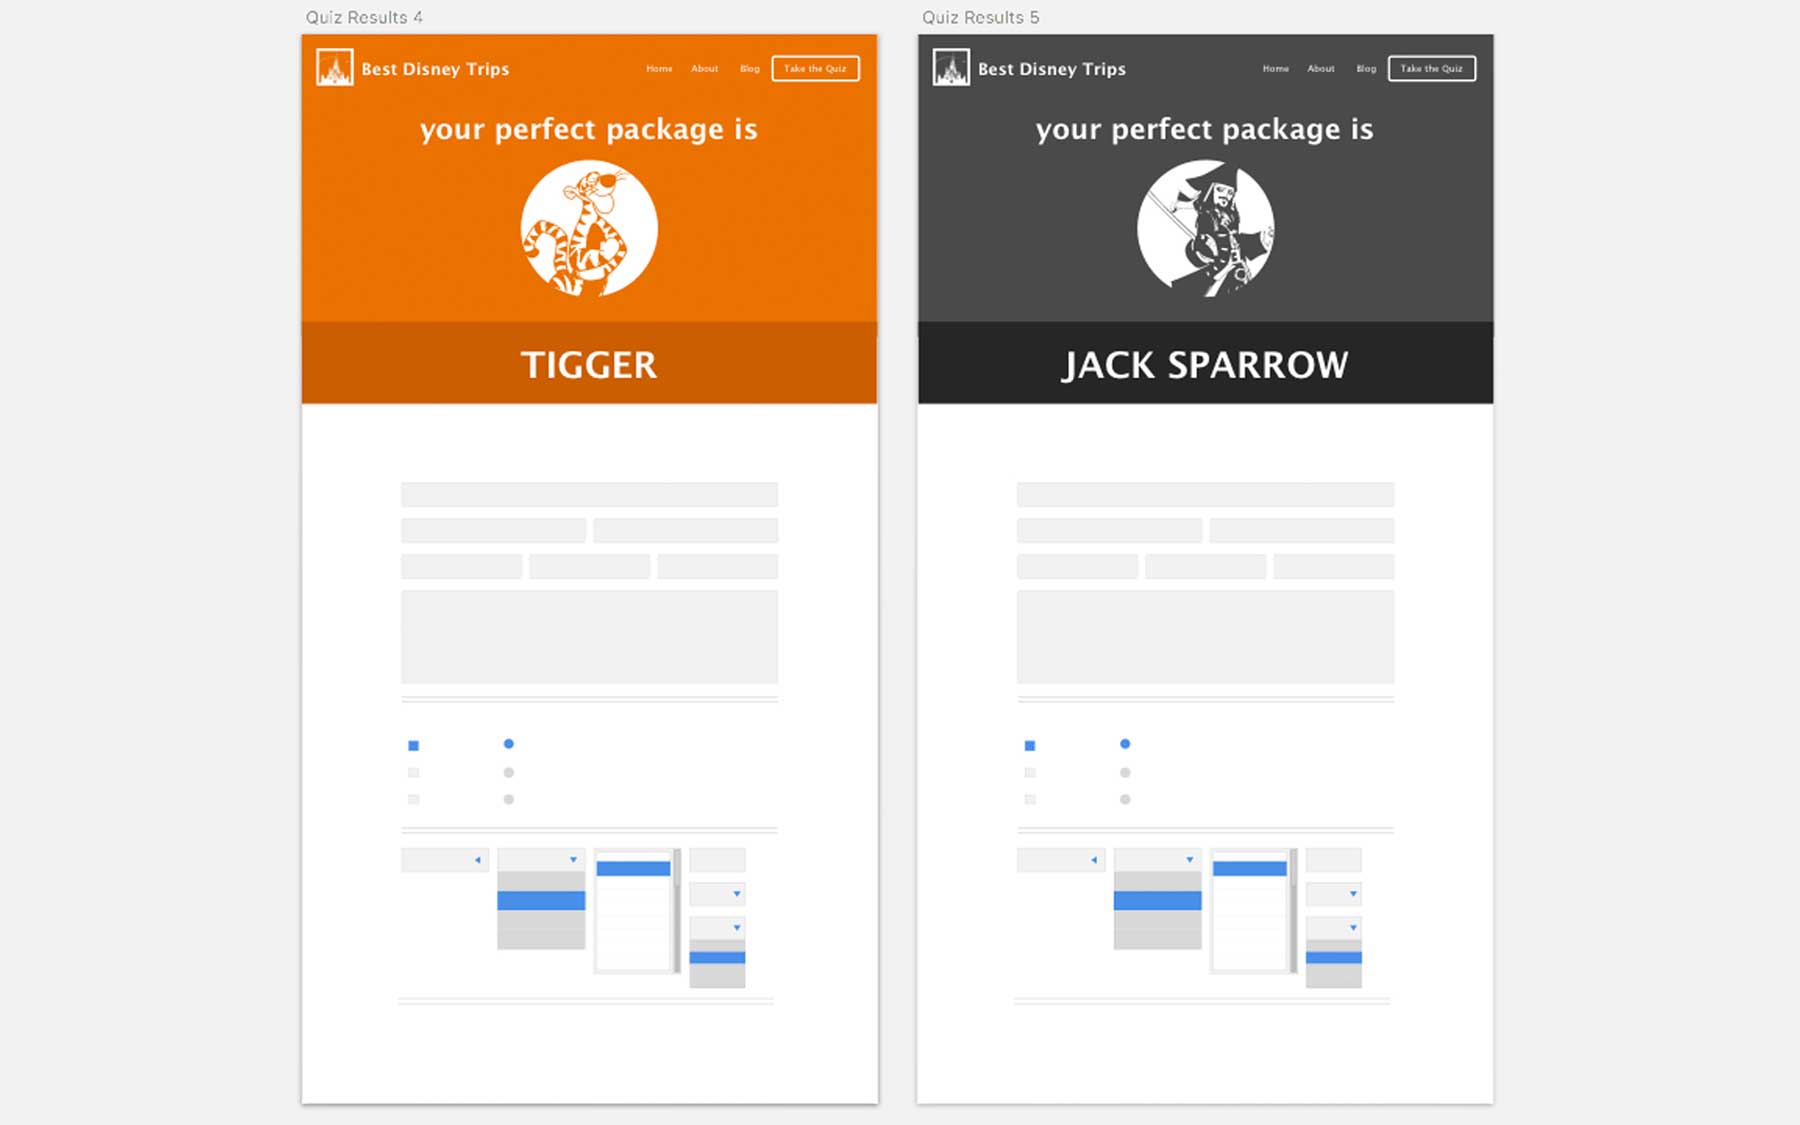 Quiz Results 4
Best Disney Trips
Home About Blog Take the Quiz
your perfect package is
TIGGER
Quiz Results 5
Best Disney Trips
Home About Blog Take the Quiz
your perfect package is
JACK SPARROW